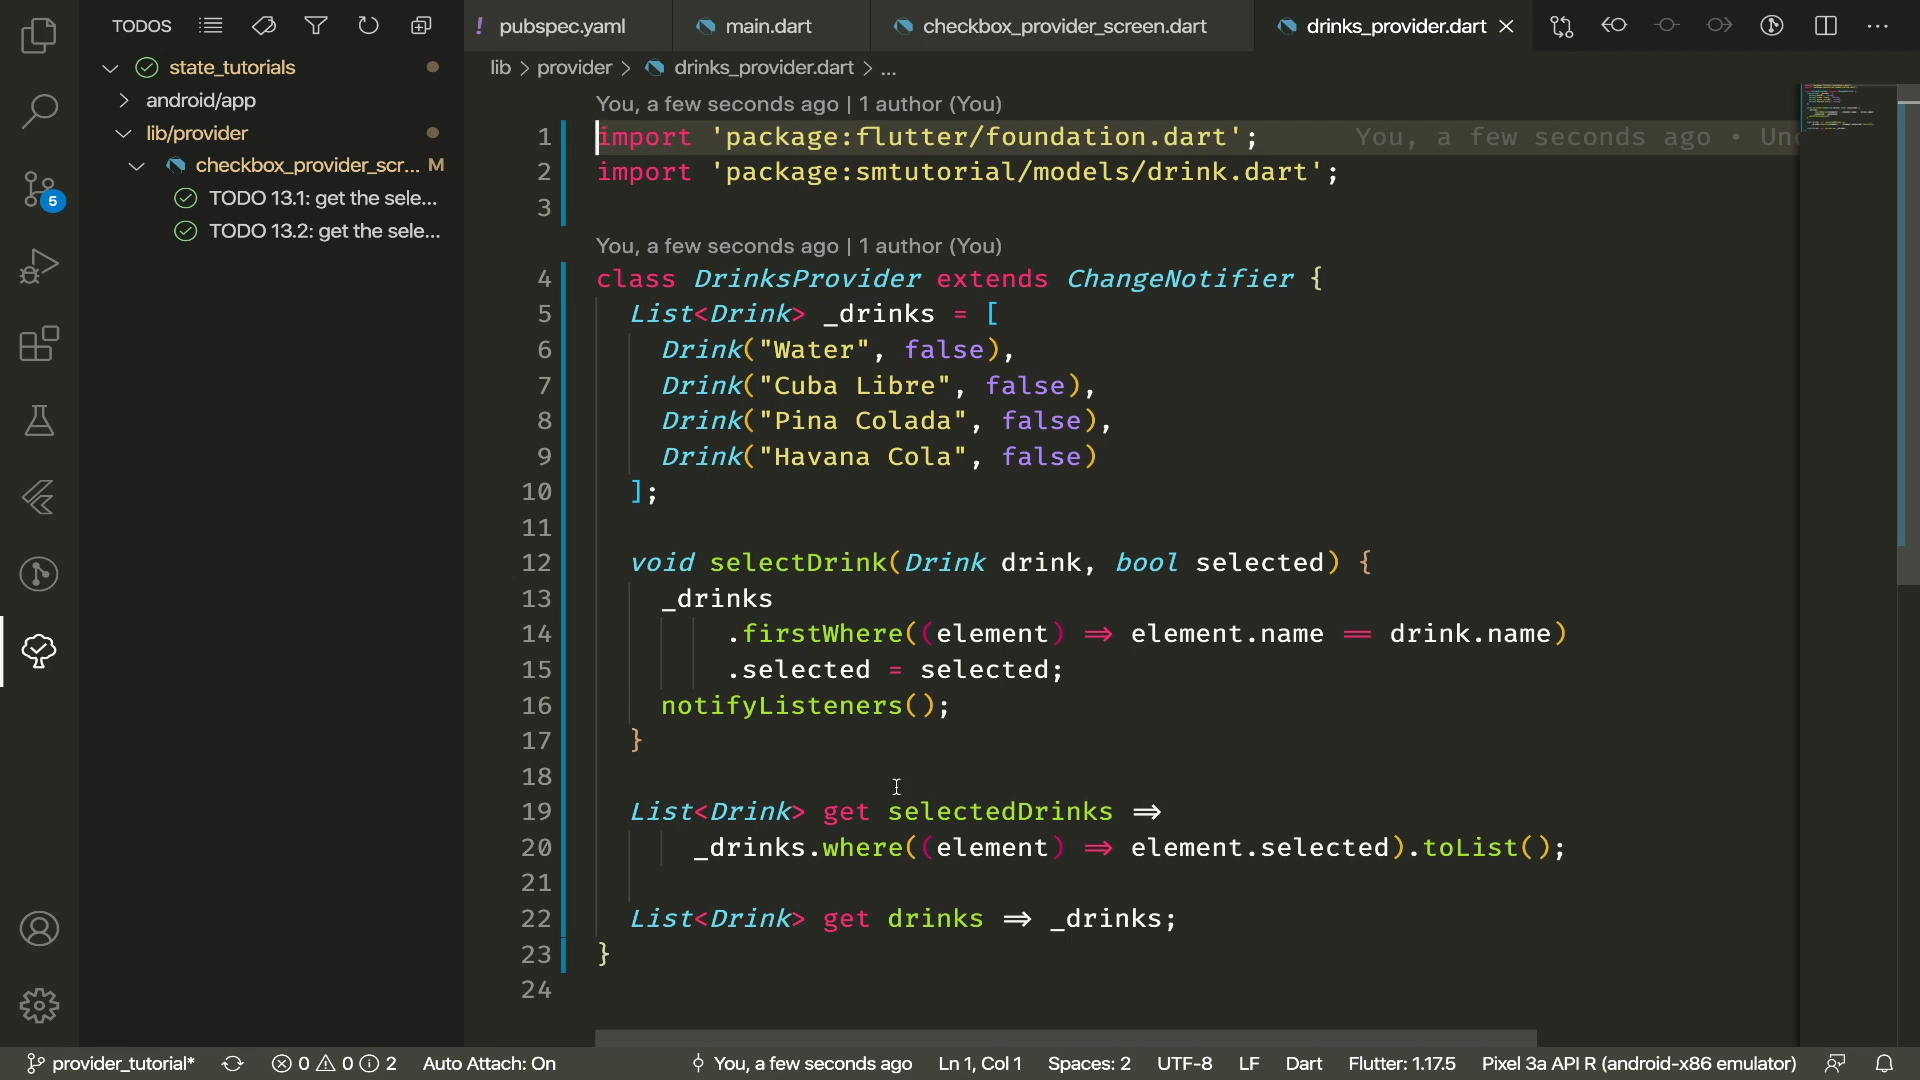 TODOS
pubspec.yaml
main.dart
checkbox_provider_screen.dart
drinks_provider.dart
state_tutorials
lib > provider > drinks_provider.dart > ...
android/app
lib/provider
checkbox_provider_scr... M
TODO 13.1: get the sele...
TODO 13.2: get the sele...
5
You, a few seconds ago | 1 author (You)
1 import 'package:flutter/foundation.dart'; You, a few seconds ago • Unc
2 import 'package:smtutorial/models/drink.dart';
3
You, a few seconds ago | 1 author (You)
4 class DrinksProvider extends ChangeNotifier {
5 List<Drink> _drinks = [
6 Drink("Water", false),
7 Drink("Cuba Libre", false),
8 Drink("Pina Colada", false),
9 Drink("Havana Cola", false)
10 ];
11
12 void selectDrink(Drink drink, bool selected) {
13 _drinks
14 .firstWhere((element) => element.name == drink.name)
15 .selected = selected;
16 notifyListeners();
17 }
18
19 List<Drink> get selectedDrinks =>
20 _drinks.where((element) => element.selected).toList();
21
22 List<Drink> get drinks => _drinks;
23 }
24
provider_tutorial* 0 0 2 Auto Attach: On You, a few seconds ago Ln 1, Col 1 Spaces: 2 UTF-8 LF Dart Flutter: 1.17.5 Pixel 3a API R (android-x86 emulator)